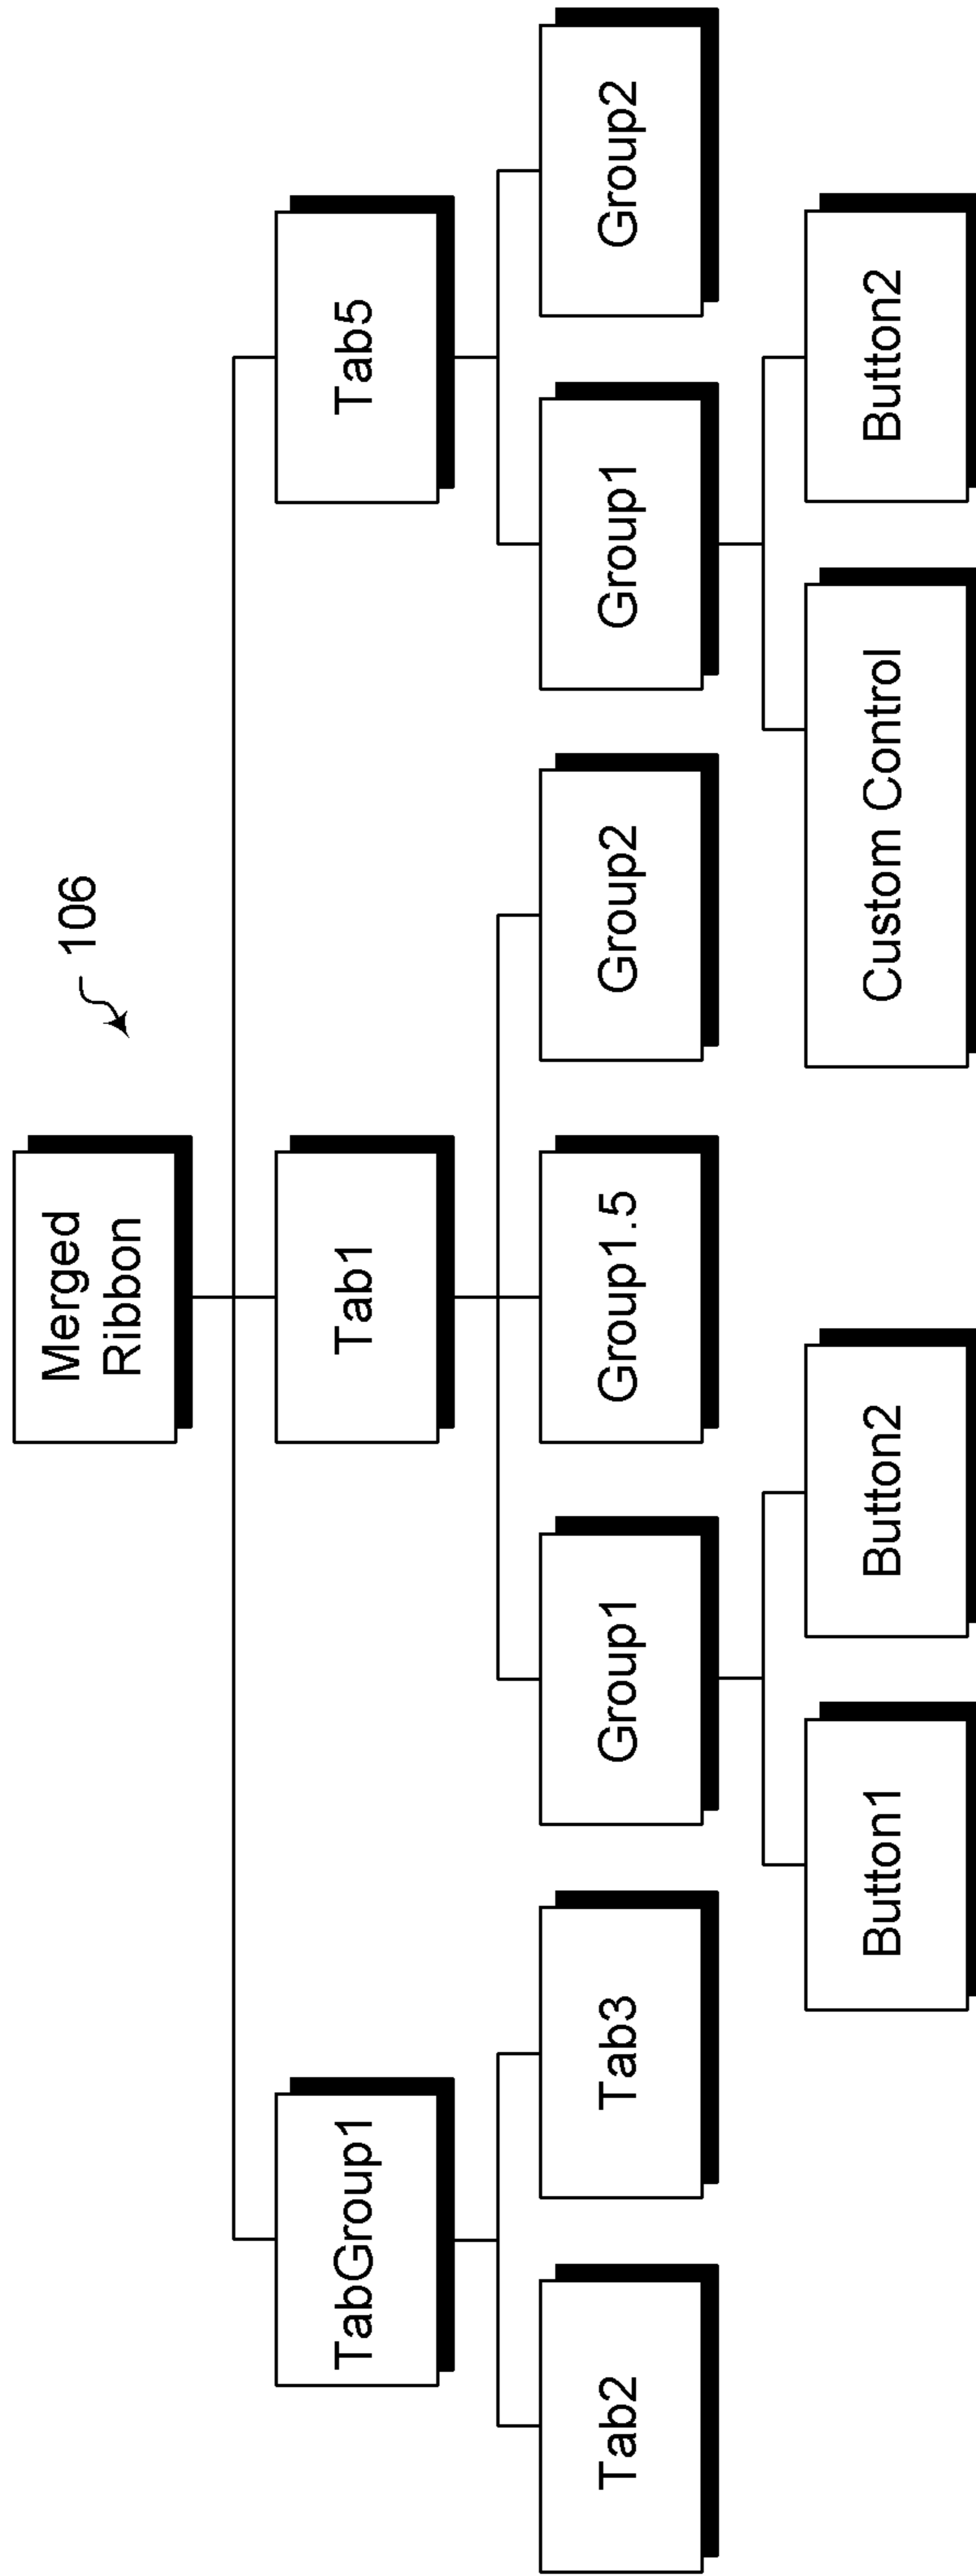 Merged
Ribbon
106
TabGroup1
Tab1
Tab5
Tab2
Tab3
Group1
Group1.5
Group2
Group1
Group2
Button1
Button2
Custom Control
Button2